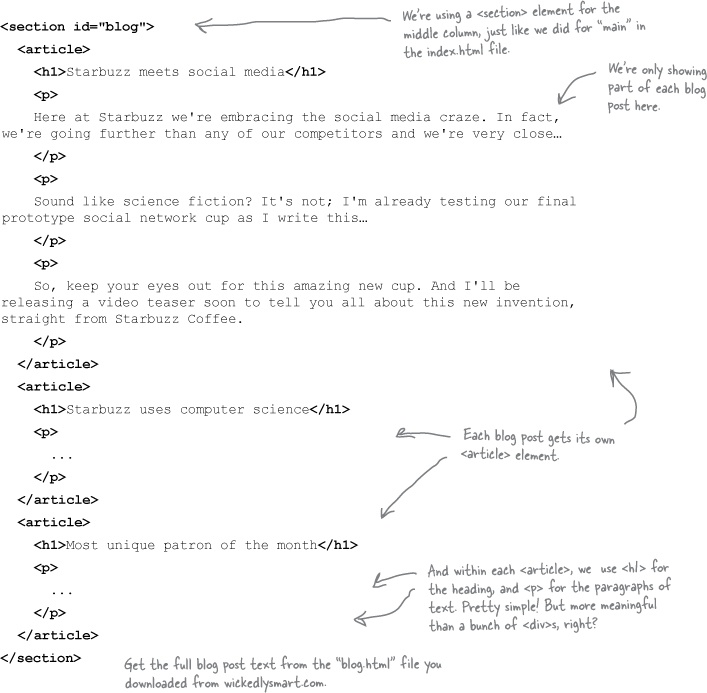 <section id="blog">
We're using a <section> element for the
middle column, just like we did for "main" in
the index.html file.
<article>
<h1>Starbuzz meets social media</h1>
We're only showing
part of each blog
post here.
<p>
Here at Starbuzz we're embracing the social media craze. In fact,
we're going further than any of our competitors and we're very close…
</p>
<p>
Sound like science fiction? It's not; I'm already testing our final
prototype social network cup as I write this…
</p>
<p>
So, keep your eyes out for this amazing new cup. And I'll be
releasing a video teaser soon to tell you all about this new invention,
straight from Starbuzz Coffee.
</p>
</article>
<article>
<h1>Starbuzz uses computer science</h1>
<p>
...
</p>
</article>
Each blog post gets its own
<article> element.
<article>
<h1>Most unique patron of the month</h1>
<p>
...
</p>
</article>
</section>
And within each <article>, we use <h1> for
the heading, and <p> for the paragraphs of
text. Pretty simple! But more meaningful
than a bunch of <div>s, right?
Get the full blog post text from the "blog.html" file you
downloaded from wickedlysmart.com.